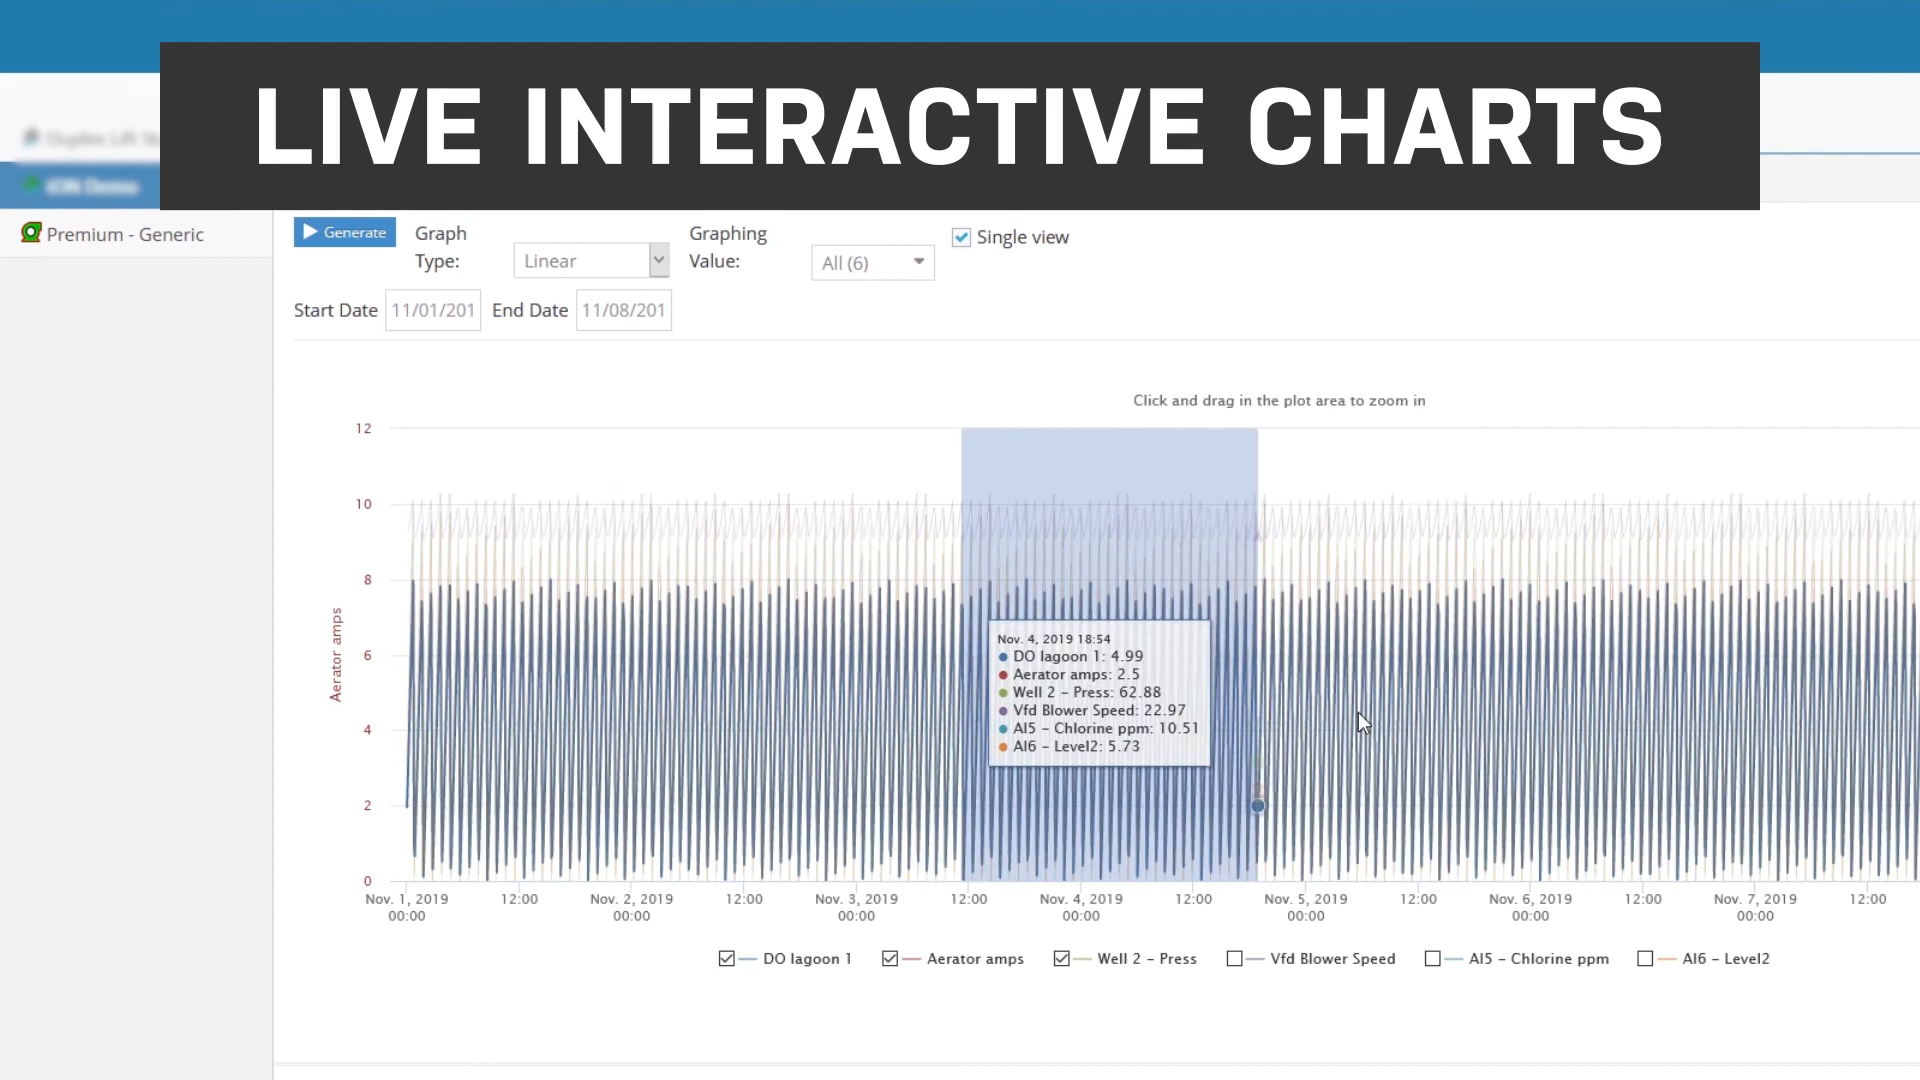 LIVE INTERACTIVE CHARTS
Duplex Lift
ION Demo
Premium - Generic
Generate
Graph
Type:
Linear
Graphing
Value:
All (6)
Single view
Start Date
11/01/201
End Date
11/08/201
Click and drag in the plot area to zoom in
12
10
8
6
4
2
0
Aerator amps
Nov. 4, 2019 18:54
DO lagoon 1: 4.99
Aerator amps: 2.5
Well 2 - Press: 62.88
Vfd Blower Speed: 22.97
AI5 - Chlorine ppm: 10.51
AI6 - Level2: 5.73
Nov. 1, 2019
00:00
12:00
Nov. 2, 2019
00:00
12:00
Nov. 3, 2019
00:00
12:00
Nov. 4, 2019
00:00
12:00
Nov. 5, 2019
00:00
12:00
Nov. 6, 2019
00:00
12:00
Nov. 7, 2019
00:00
12:00
DO lagoon 1
Aerator amps
Well 2 - Press
Vfd Blower Speed
AI5 - Chlorine ppm
AI6 - Level2